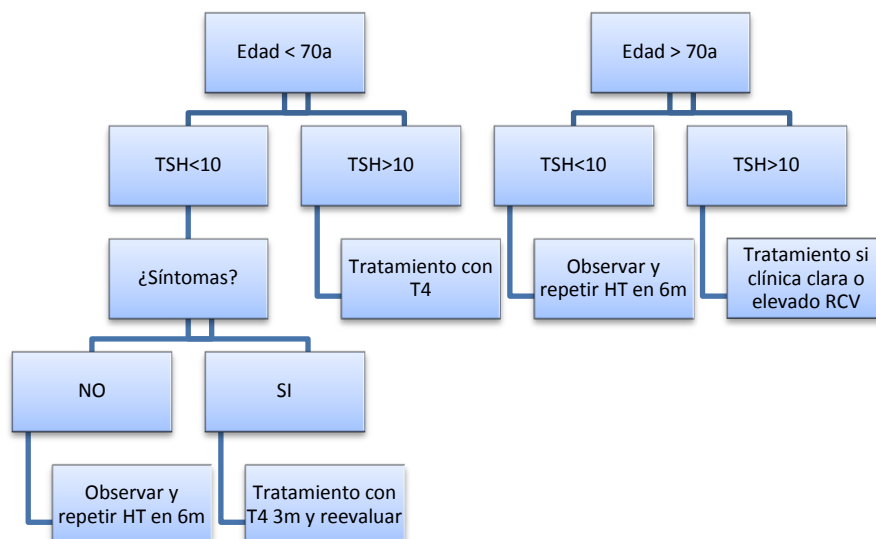 Edad < 70a
Edad > 70a
TSH<10
TSH>10
TSH<10
TSH>10
¿Síntomas?
Tratamiento con
T4
Observar y
repetir HT en 6m
Tratamiento si
clínica clara o
elevado RCV
NO
SI
Observar y
repetir HT en 6m
Tratamiento con
T4 3m y reevaluar